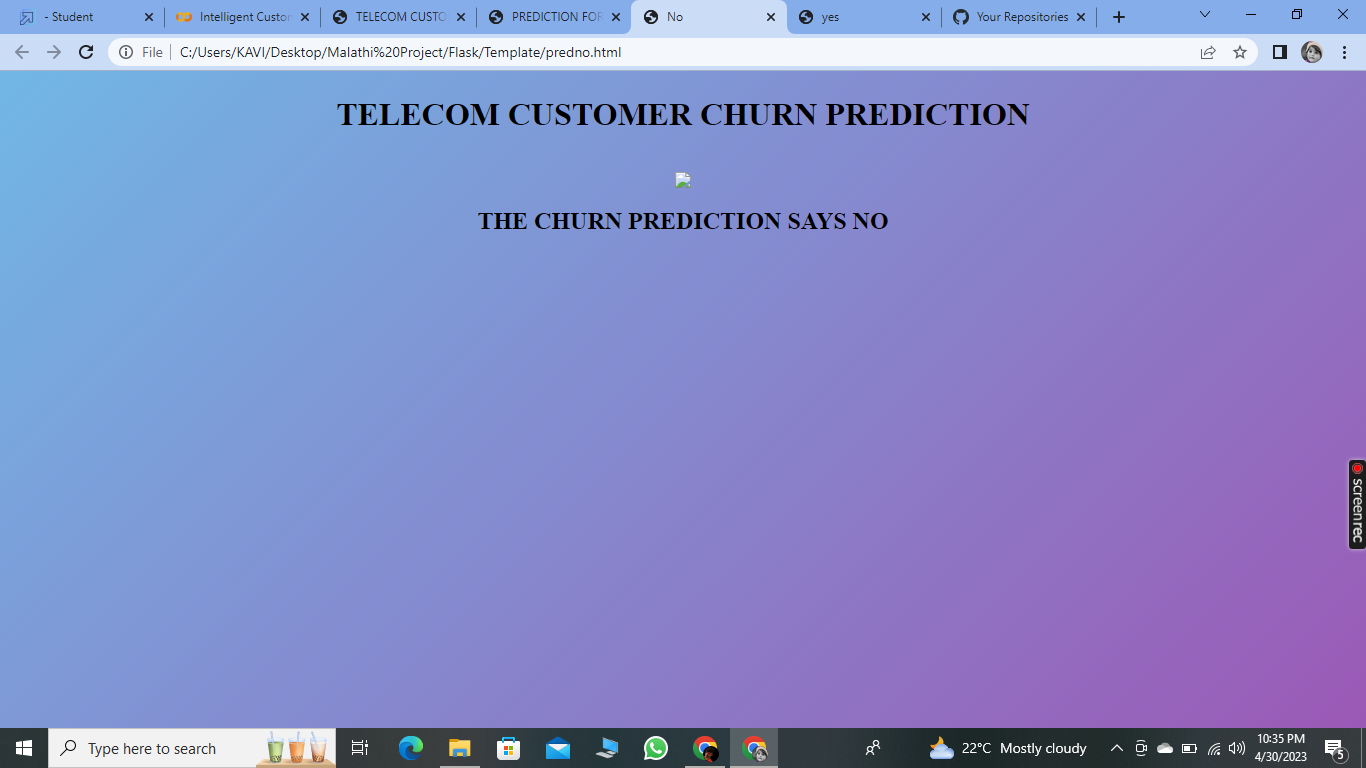 - Student
Intelligent Custor
TELECOM CUSTO
PREDICTION FOR
No
yes
Your Repositories
File
C:/Users/KAVI/Desktop/Malathi%20Project/Flask/Template/predno.html
TELECOM CUSTOMER CHURN PREDICTION
THE CHURN PREDICTION SAYS NO
screenrec
Type here to search
22°C Mostly cloudy
10:35 PM
4/30/2023
5